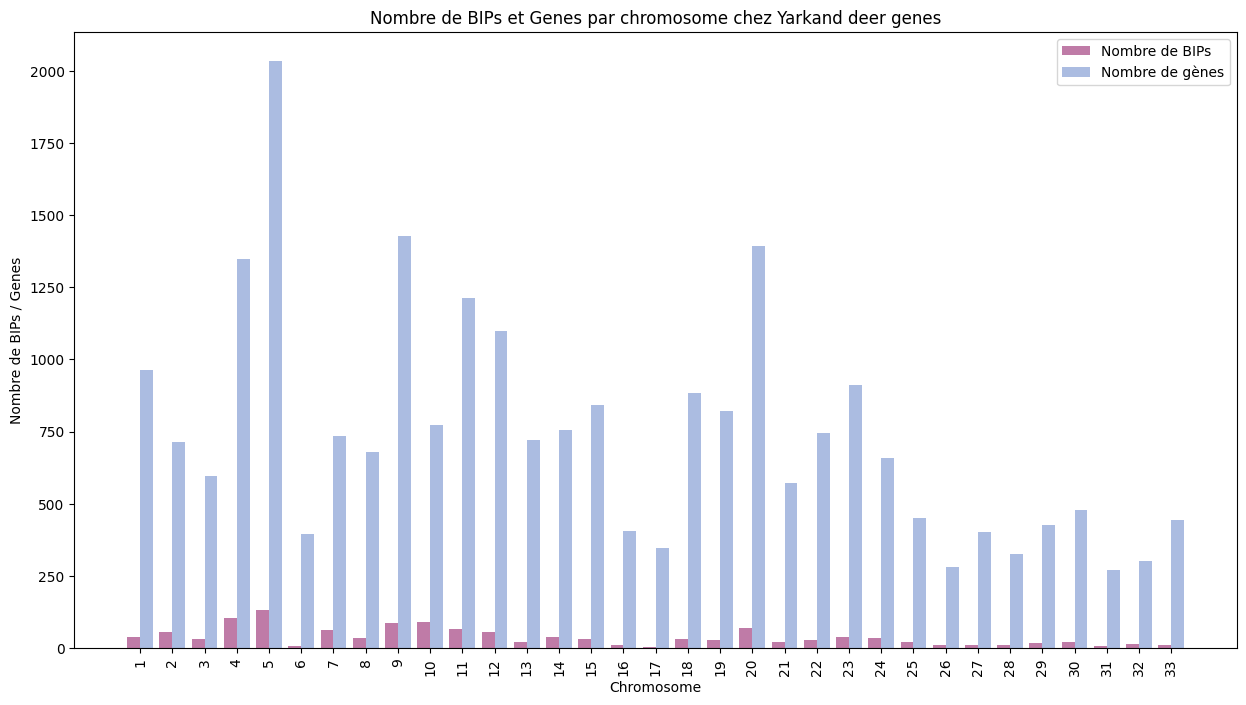 Nombre de BIPs et Genes par chromosome chez Yarkand deer genes
Nombre de BIPs
Nombre de gènes
Nombre de BIPs / Genes
2000
1750
1500
1250
1000
750
500
250
0
1 2 3 4 5 6 7 8 9 10 11 12 13 14 15 16 17 18 19 20 21 22 23 24 25 26 27 28 29 30 31 32 33
Chromosome